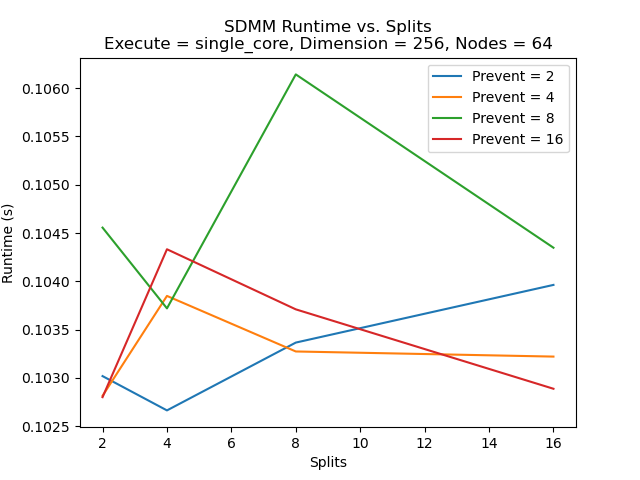 SDMM Runtime vs. Splits
Execute = single_core, Dimension = 256, Nodes = 64
Prevent = 2
Prevent = 4
Prevent = 8
Prevent = 16
0.1060
0.1055
0.1050
0.1045
0.1040
0.1035
0.1030
0.1025
Runtime (s)
2 4 6 8 10 12 14 16
Splits